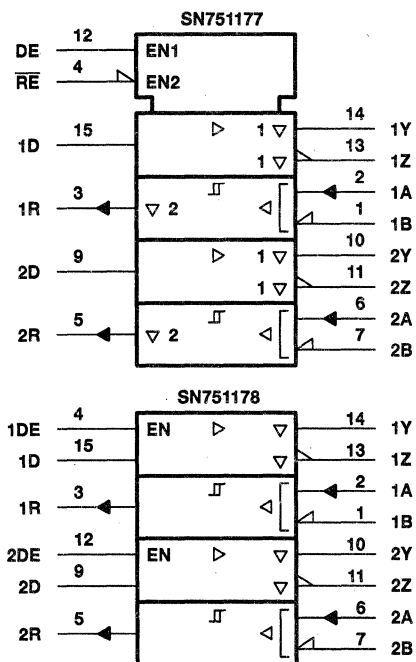 SN751177
DE 12 EN1
RE 4 EN2
1D 15 1 14 1Y
1 13 1Z
2 1A
1R 3 2
1 1B
10 2Y
2D 9 1
1 11 2Z
6 2A
2R 5 2
7 2B
SN751178
1DE 4 EN 14 1Y
1D 15 13 1Z
2 1A
1R 3
1 1B
2DE 12 EN 10 2Y
2D 9 11 2Z
6 2A
2R 5
7 2B